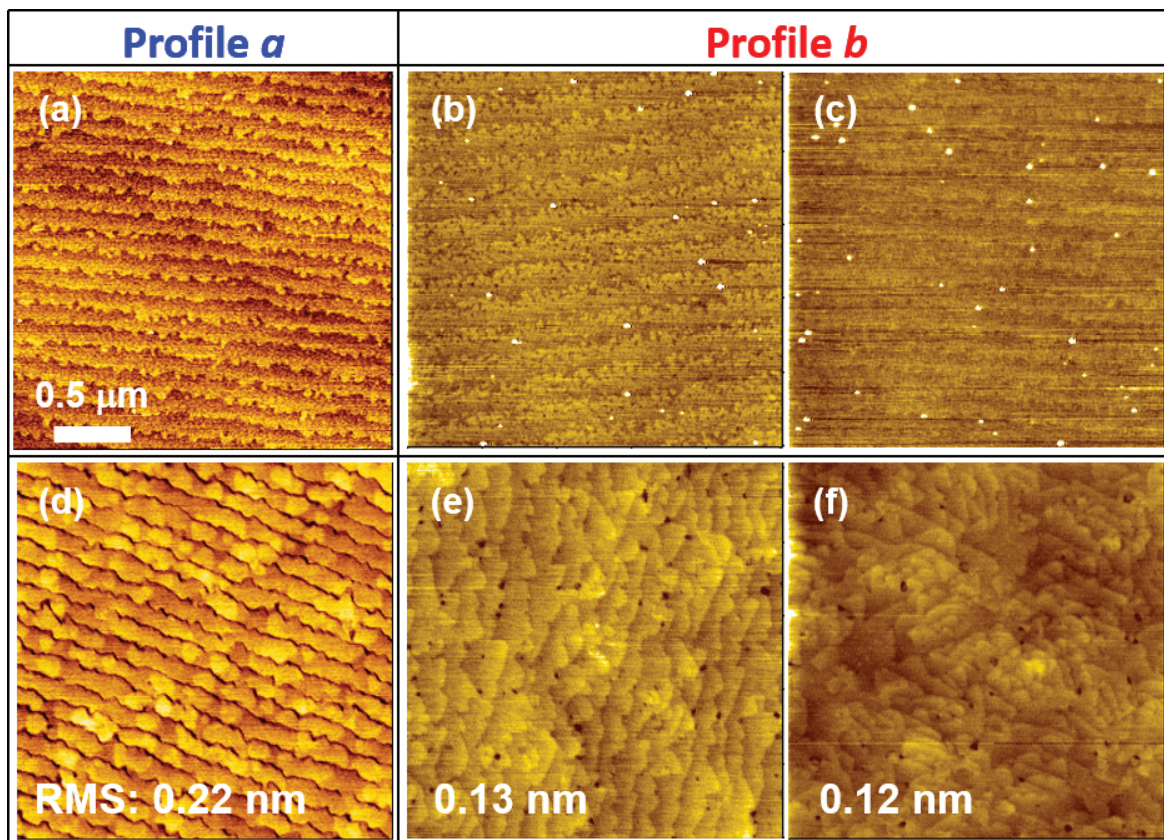 Profile a
Profile b
(a)
(b)
(c)
0.5 μm
(d)
(e)
(f)
RMS: 0.22 nm
0.13 nm
0.12 nm